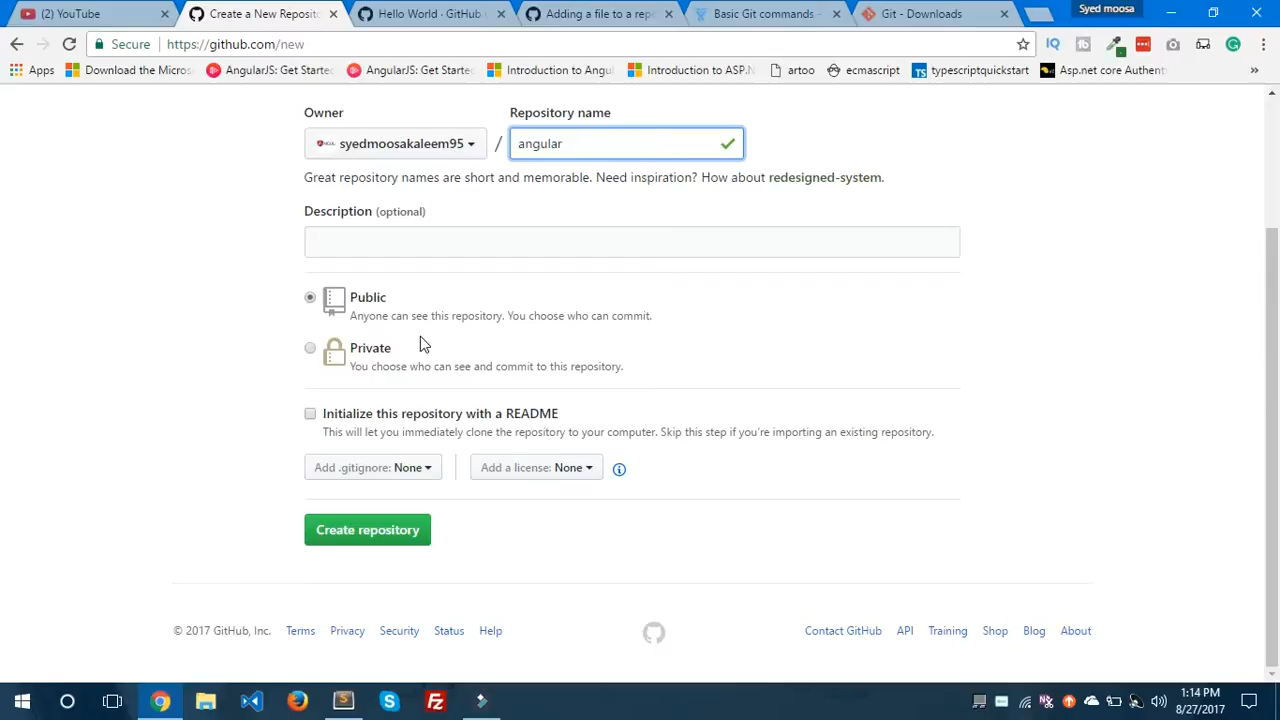 Syed moosa
(2) YouTube
Create a New Reposito
Hello World · GitHub G
Adding a file to a repo
Basic Git commands -
Git - Downloads
Secure
https://github.com/new
Apps
Download the Micros
AngularJS: Get Starte
AngularJS: Get Starte
Introduction to Angu
Introduction to ASP.N
artoo
ecmascript
typescriptquickstart
Asp.net core Authent
»
Owner
Repository name
syedmoosakaleem95
/
angular
Great repository names are short and memorable. Need inspiration? How about redesigned-system.
Description (optional)
Public
Anyone can see this repository. You choose who can commit.
Private
You choose who can see and commit to this repository.
Initialize this repository with a README
This will let you immediately clone the repository to your computer. Skip this step if you're importing an existing repository.
Add .gitignore: None
Add a license: None
Create repository
© 2017 GitHub, Inc.
Terms
Privacy
Security
Status
Help
Contact GitHub
API
Training
Shop
Blog
About
1:14 PM
8/27/2017